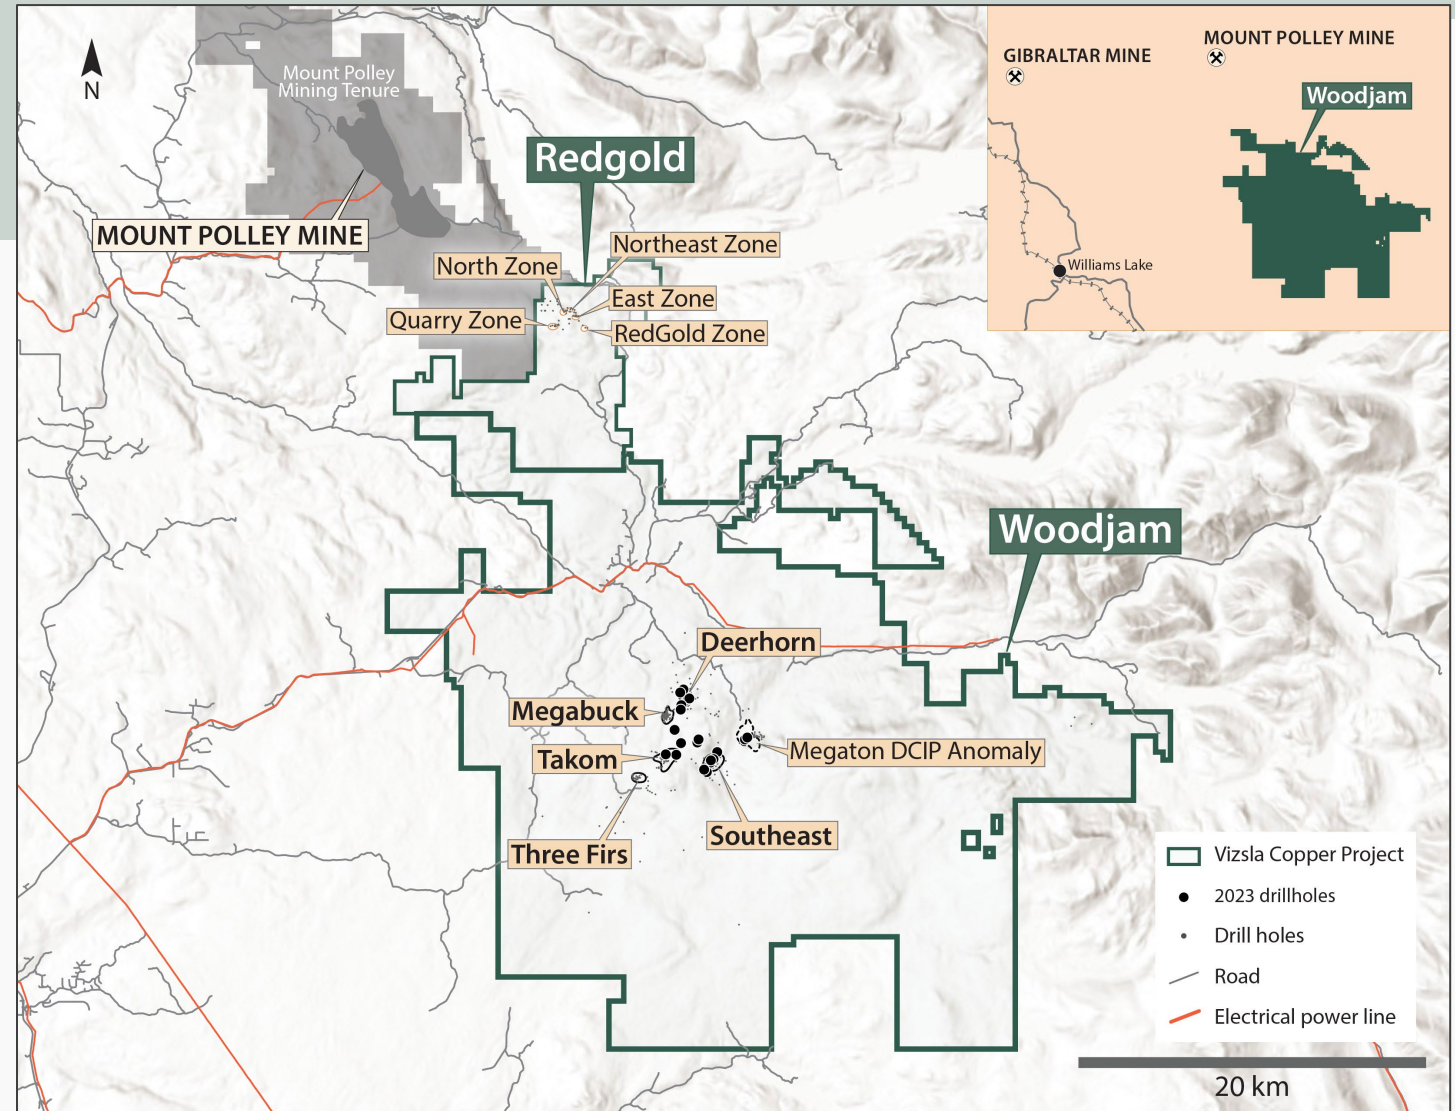 N
Mount Polley
Mining Tenure
MOUNT POLLEY MINE
Redgold
Northeast Zone
North Zone
East Zone
Quarry Zone
RedGold Zone
GIBRALTAR MINE
MOUNT POLLEY MINE
Woodjam
Williams Lake
Woodjam
Deerhorn
Megabuck
Takom
Megaton DCIP Anomaly
Southeast
Three Firs
Vizsla Copper Project
2023 drillholes
Drill holes
Road
Electrical power line
20 km